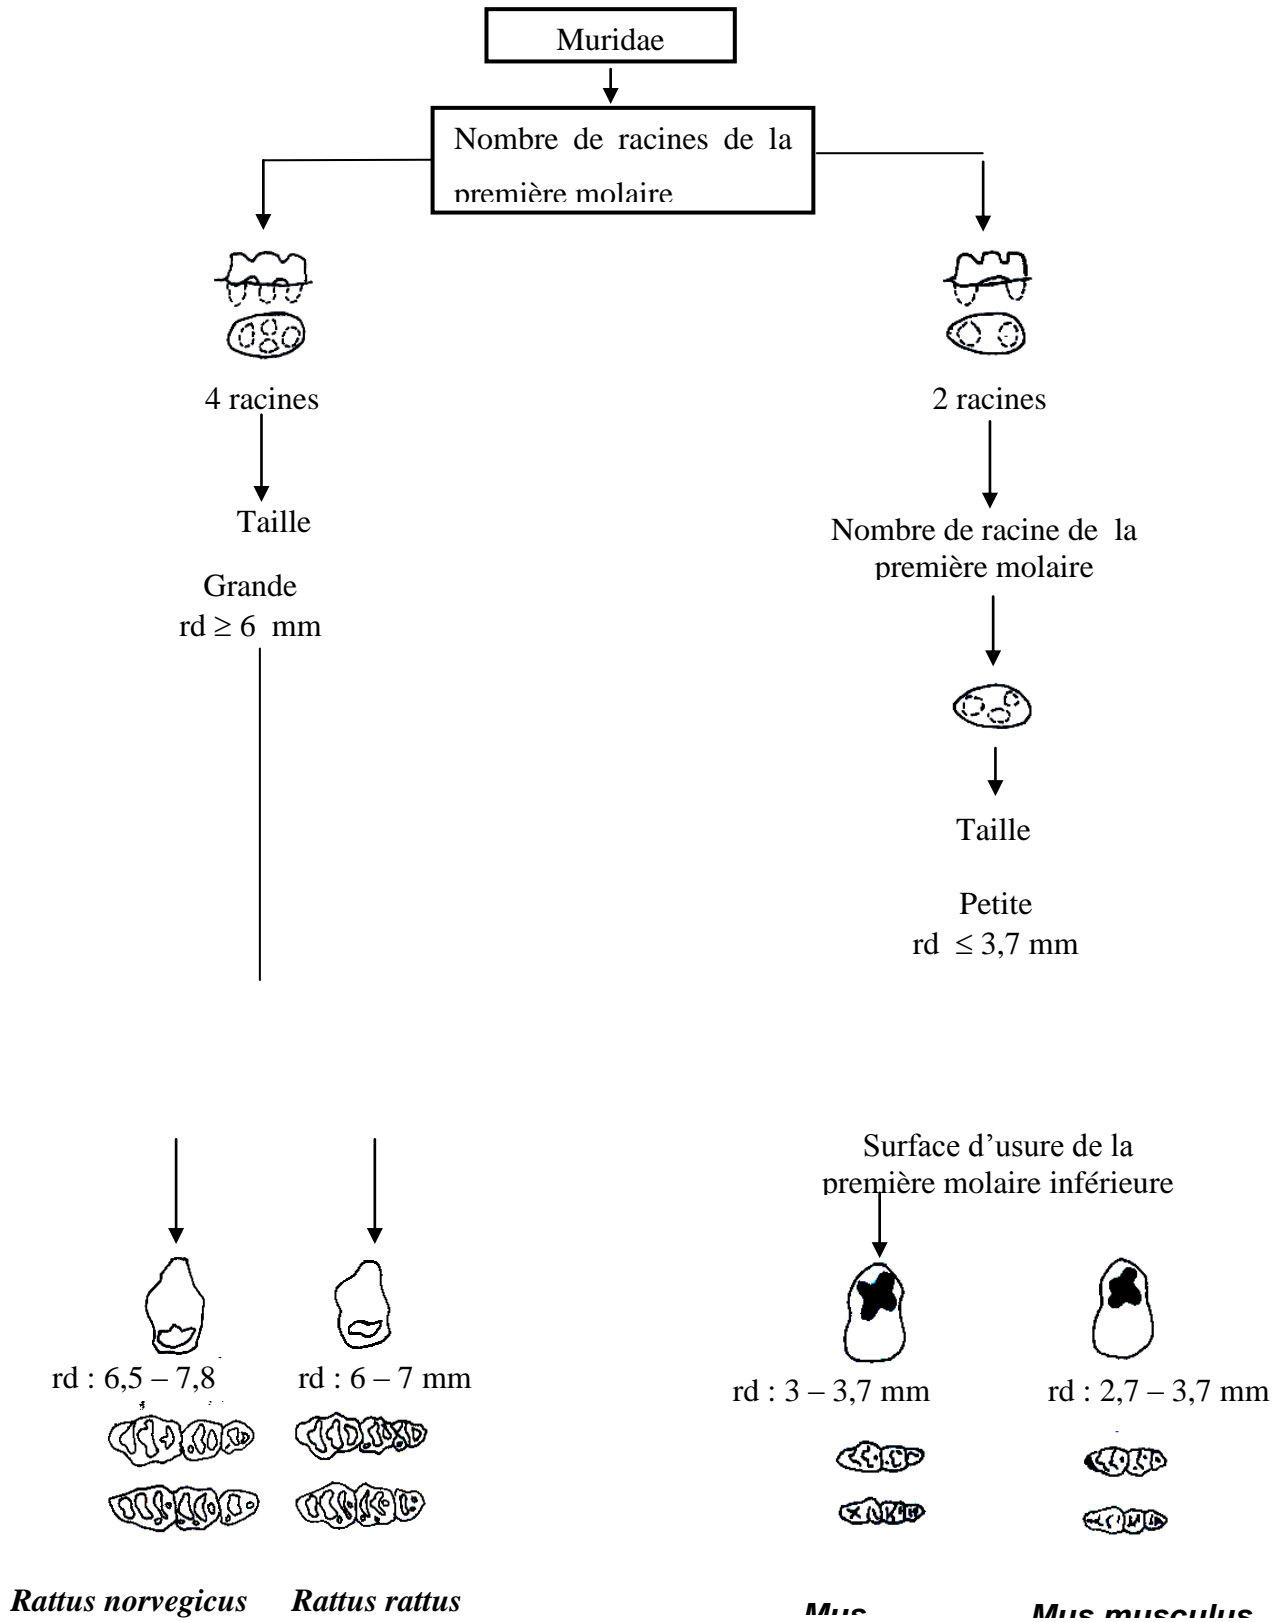 Muridae
Nombre de racines de la
première molaire
4 racines
2 racines
Taille
Nombre de racine de la
première molaire
Grande
rd ≥ 6 mm
Taille
Petite
rd ≤ 3,7 mm
Surface d’usure de la
première molaire inférieure
rd : 6,5 – 7,8
rd : 6 – 7 mm
rd : 3 – 3,7 mm
rd : 2,7 – 3,7 mm
Rattus norvegicus
Rattus rattus
Mus
Mus musculus